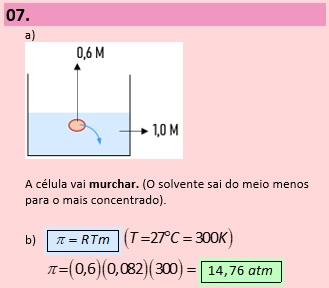 07.
a)
0,6 M
1,0 M
A célula vai murchar. (O solvente sai do meio menos
para o mais concentrado).
b) π = RTm (T=27°C = 300K)
π=(0,6)(0,082)(300) = 14,76 atm